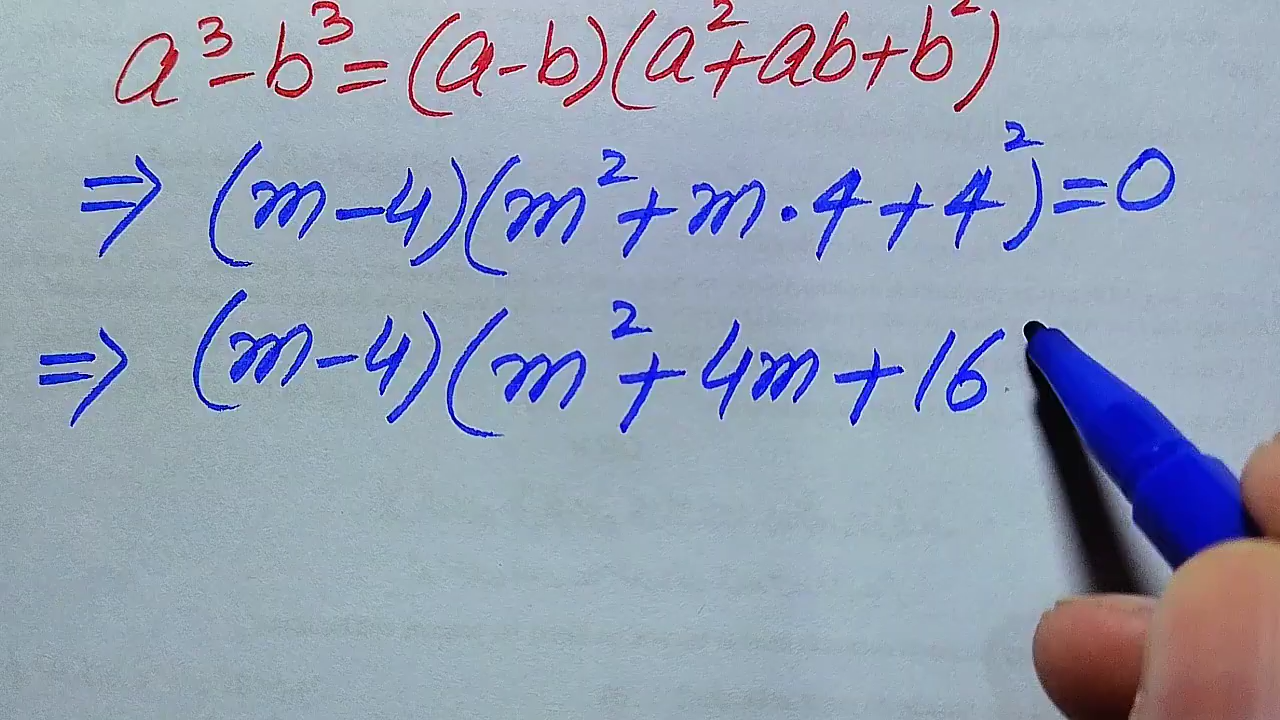 a³-b³=(a-b)(a²+ab+b²)
⇒ (m-4)(m²+m·4+4²)=0
⇒ (m-4)(m²+4m+16